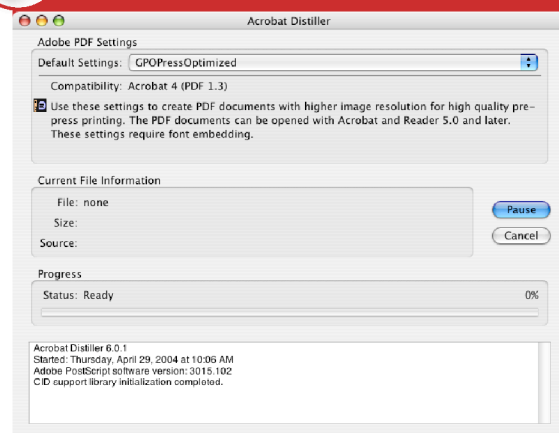 Acrobat Distiller
Adobe PDF Settings
Default Settings: GPOPressOptimized
Compatibility: Acrobat 4 (PDF 1.3)
Use these settings to create PDF documents with higher image resolution for high quality pre-
press printing. The PDF documents can be opened with Acrobat and Reader 5.0 and later.
These settings require font embedding.
Current File Information
File: none
Size:
Source:
Pause
Cancel
Progress
Status: Ready 0%
Acrobat Distiller 6.0.1
Started: Thursday, April 29, 2004 at 10:06 AM
Adobe PostScript software version: 3015.102
CID support library initialization completed.